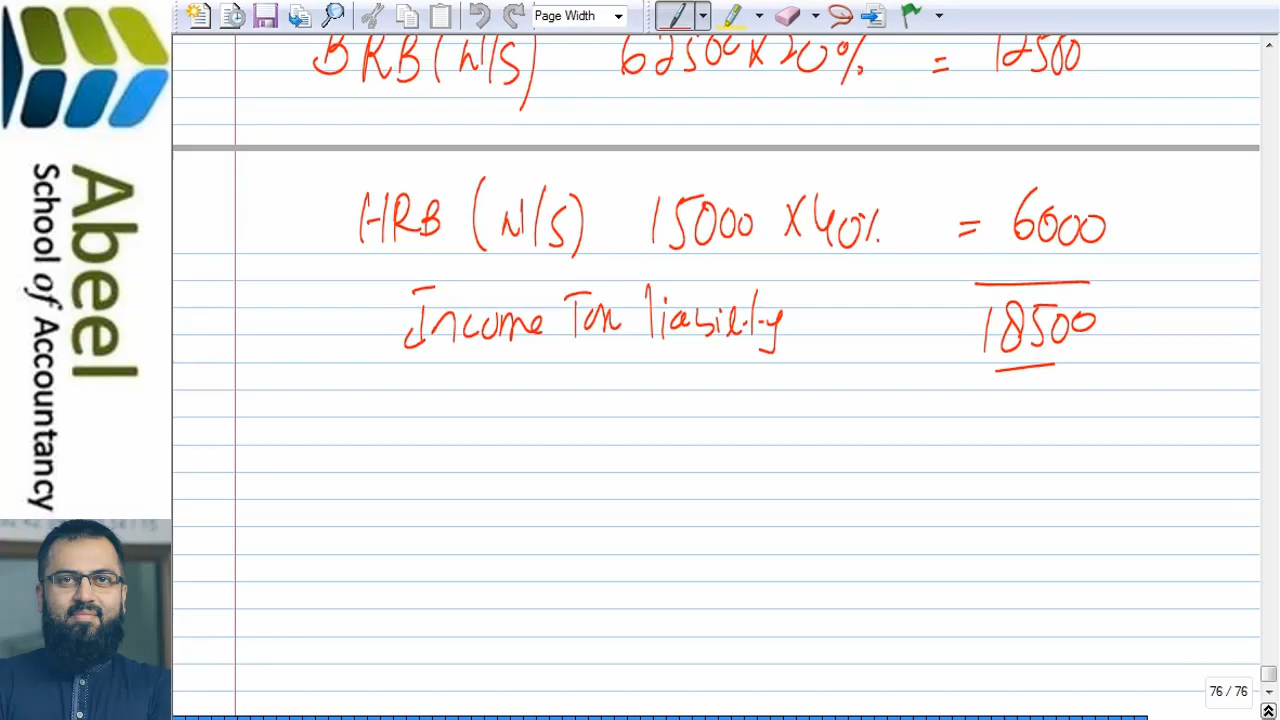 Page Width
BRB (N/S) 62500 x 20% = 12500
HRB (N/S) 15000 x 40% = 6000
Income Tax liability 18500
Abeel
School of Accountancy
76 / 76